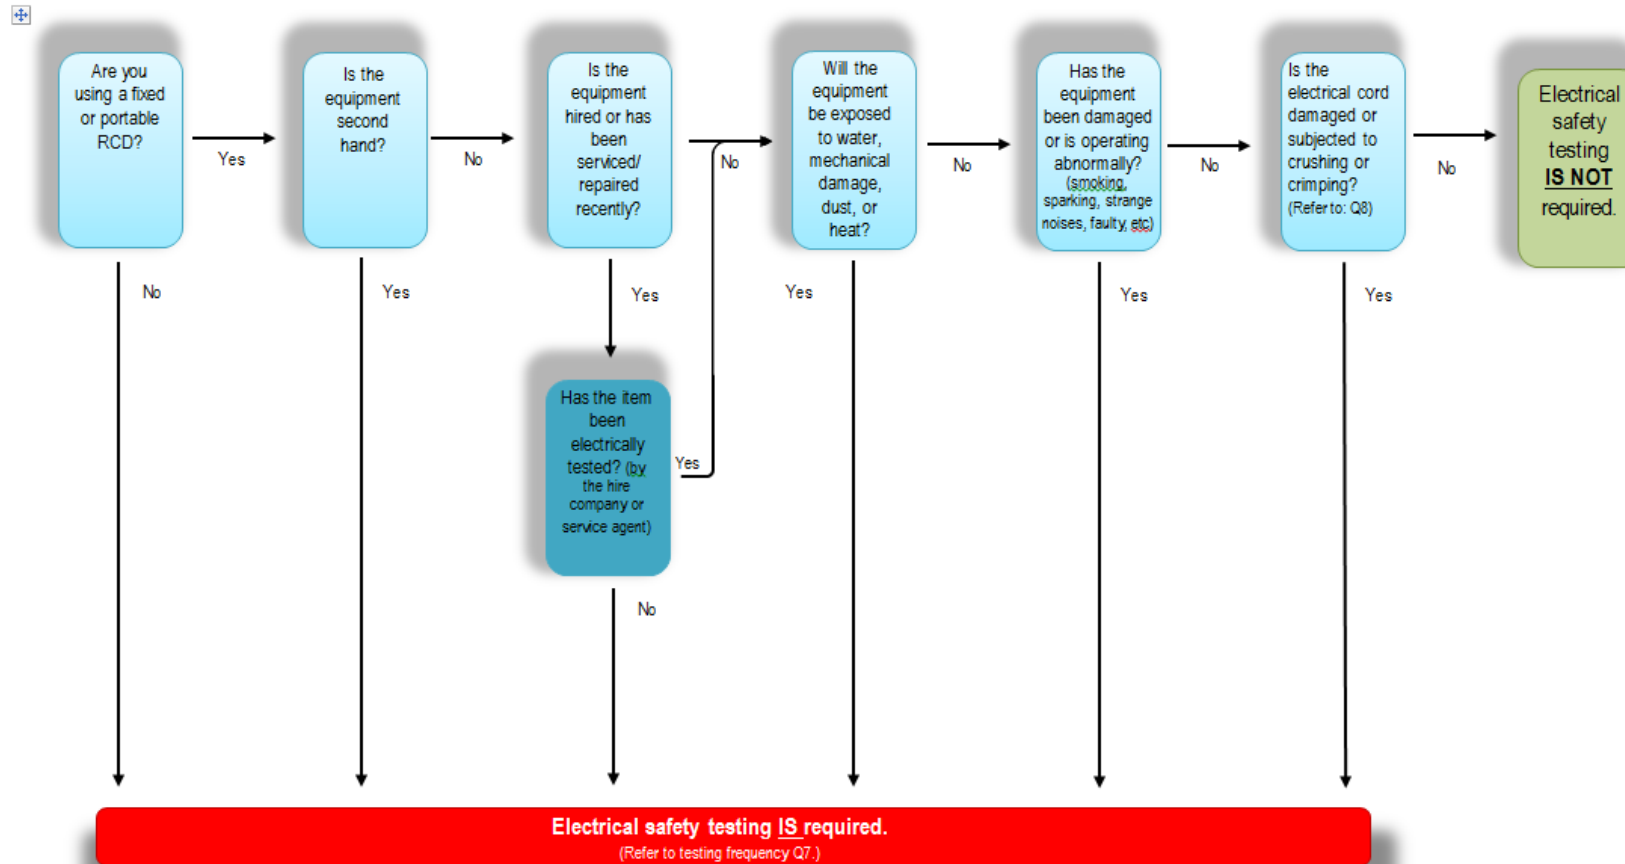 Are you
using a fixed
or portable
RCD?
Yes
No
Is the
equipment
second
hand?
No
Yes
Is the
equipment
hired or has
been
serviced/
repaired
recently?
No
Yes
Has the item
been
electrically
tested? (by
the hire
company or
service agent)
Yes
No
Will the
equipment
be exposed
to water,
mechanical
damage,
dust, or
heat?
No
Yes
Has the
equipment
been damaged
or is operating
abnormally?
(smoking,
sparking, strange
noises, faulty, etc)
No
Yes
Is the
electrical cord
damaged or
subjected to
crushing or
crimping?
(Refer to: Q8)
No
Yes
Electrical
safety
testing
IS NOT
required.
Electrical safety testing IS required.
(Refer to testing frequency Q7.)